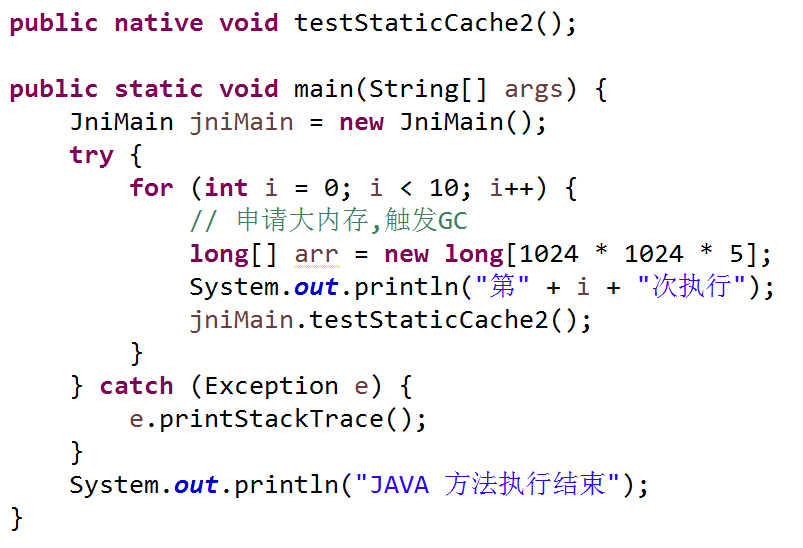 public native void testStaticCache2();

public static void main(String[] args) {
    JniMain jniMain = new JniMain();
    try {
        for (int i = 0; i < 10; i++) {
            // 申请大内存,触发GC
            long[] arr = new long[1024 * 1024 * 5];
            System.out.println("第" + i + "次执行");
            jniMain.testStaticCache2();
        }
    } catch (Exception e) {
        e.printStackTrace();
    }
    System.out.println("JAVA 方法执行结束");
}